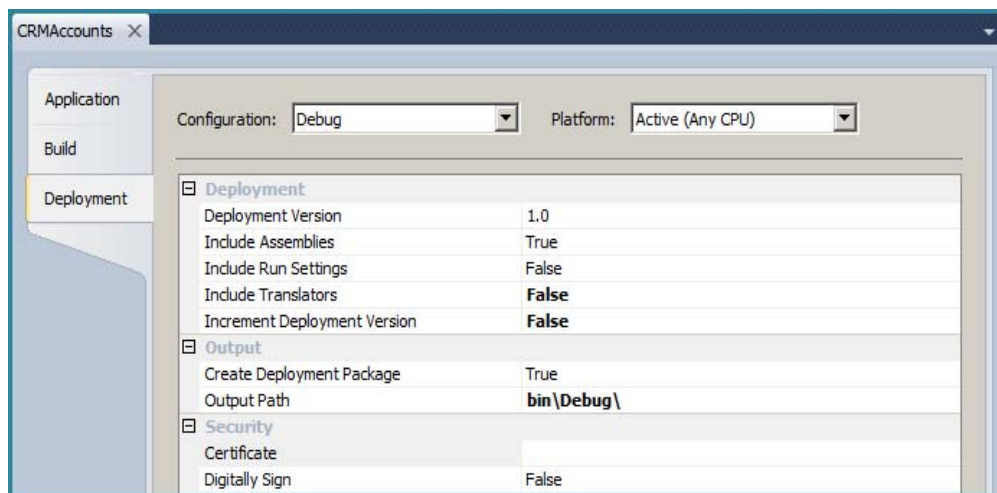 CRMAccounts
Application
Build
Deployment
Configuration: Debug Platform: Active (Any CPU)
Deployment
Deployment Version 1.0
Include Assemblies True
Include Run Settings False
Include Translators False
Increment Deployment Version False
Output
Create Deployment Package True
Output Path bin\Debug\
Security
Certificate
Digitally Sign False